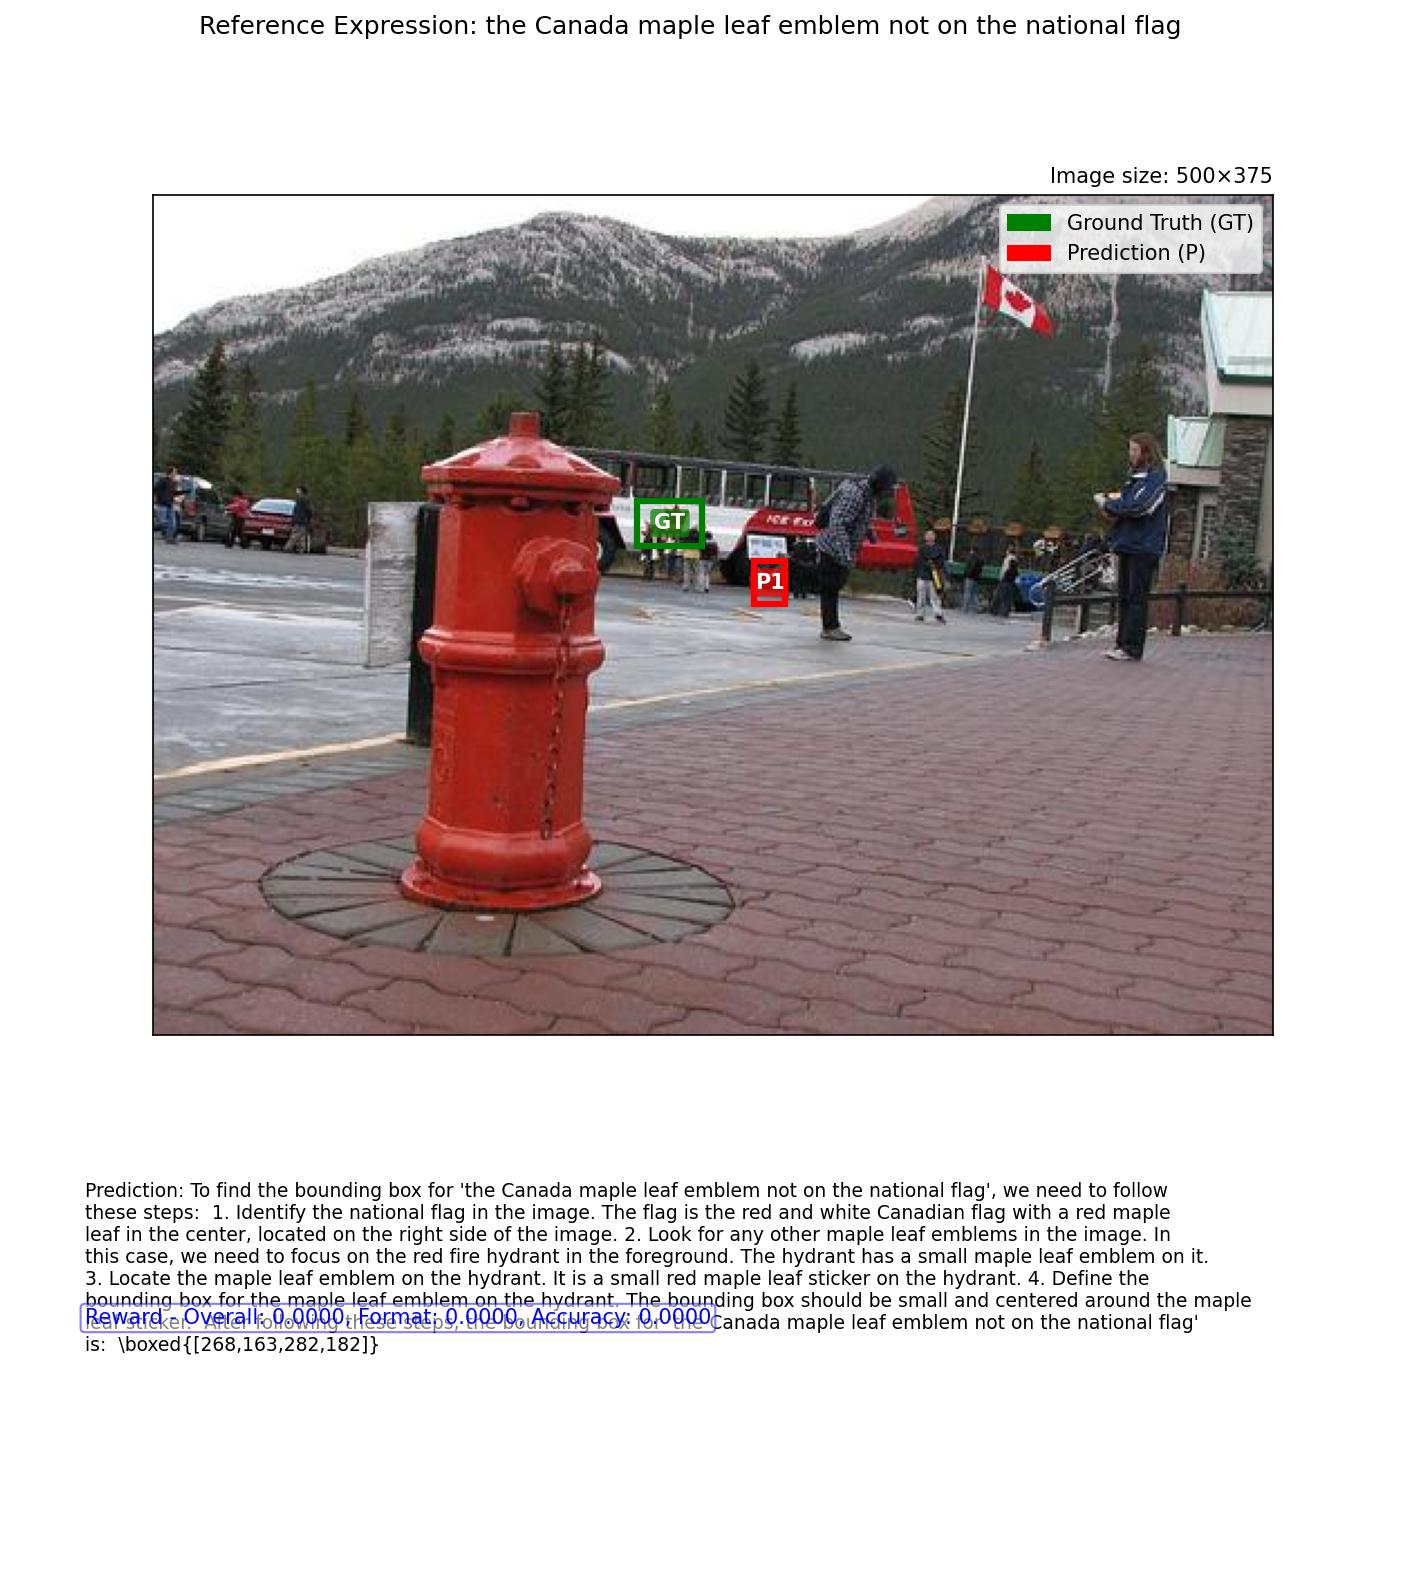 Reference Expression: the Canada maple leaf emblem not on the national flag
Image size: 500×375
Ground Truth (GT)
Prediction (P)
GT
ICE EX
P1
Prediction: To find the bounding box for 'the Canada maple leaf emblem not on the national flag', we need to follow
these steps:  1. Identify the national flag in the image. The flag is the red and white Canadian flag with a red maple
leaf in the center, located on the right side of the image. 2. Look for any other maple leaf emblems in the image. In
this case, we need to focus on the red fire hydrant in the foreground. The hydrant has a small maple leaf emblem on it.
3. Locate the maple leaf emblem on the hydrant. It is a small red maple leaf sticker on the hydrant. 4. Define the
bounding box for the maple leaf emblem on the hydrant. The bounding box should be small and centered around the maple
Reward - Overall: 0.0000, Format: 0.0000, Accuracy: 0.0000
leaf sticker.  After following these steps, the bounding box for 'the Canada maple leaf emblem not on the national flag'
is:  \boxed{[268,163,282,182]}